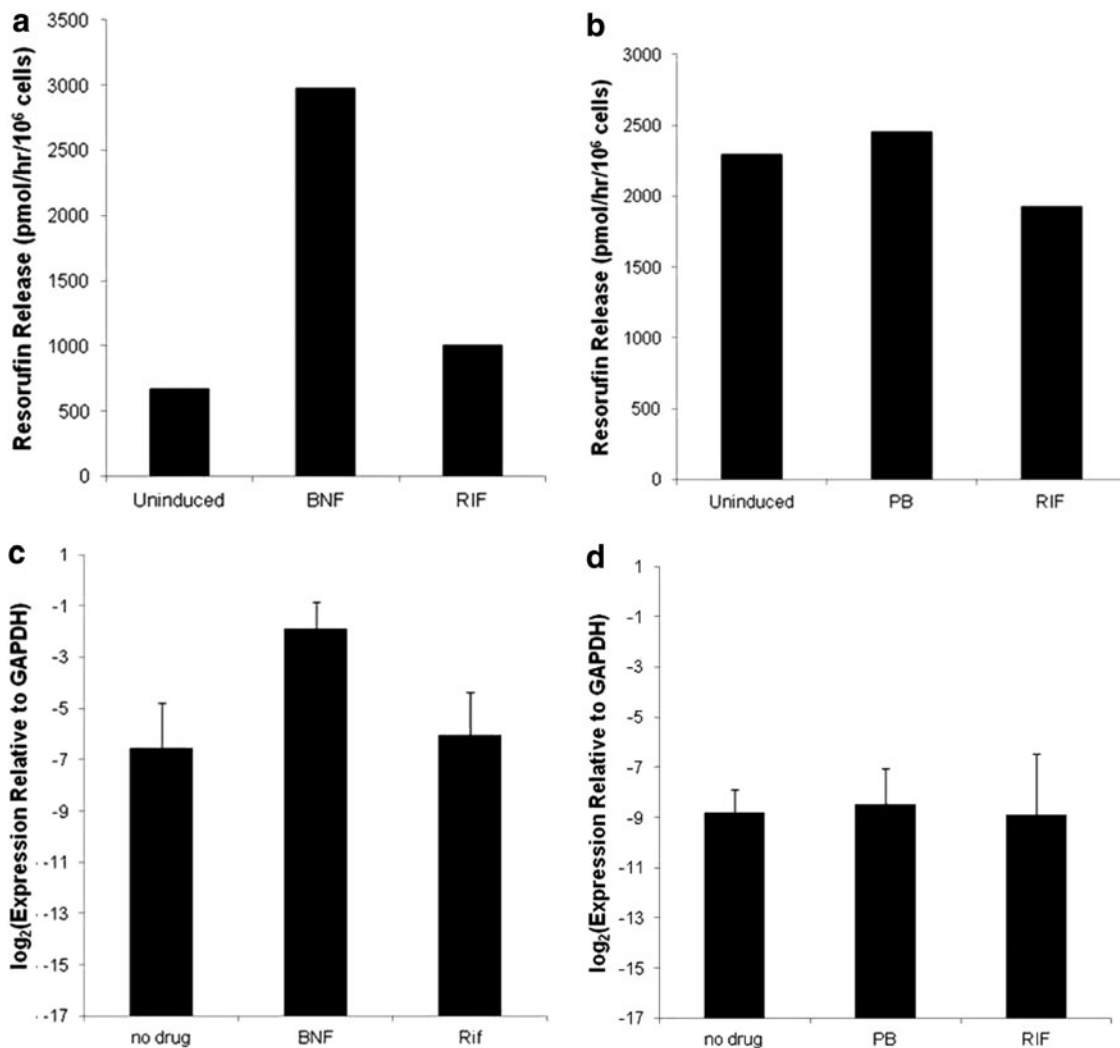 a
Resorufin Release (pmol/hr/10⁶ cells)
3500
3000
2500
2000
1500
1000
500
0
Uninduced BNF RIF
b
Resorufin Release (pmol/hr/10⁶ cells)
3000
2500
2000
1500
1000
500
0
Uninduced PB RIF
c
log₂(Expression Relative to GAPDH)
1
-1
-3
-5
-7
-9
-11
-13
-15
-17
no drug BNF Rif
d
log₂(Expression Relative to GAPDH)
1
-1
-3
-5
-7
-9
-11
-13
-15
-17
no drug PB RIF